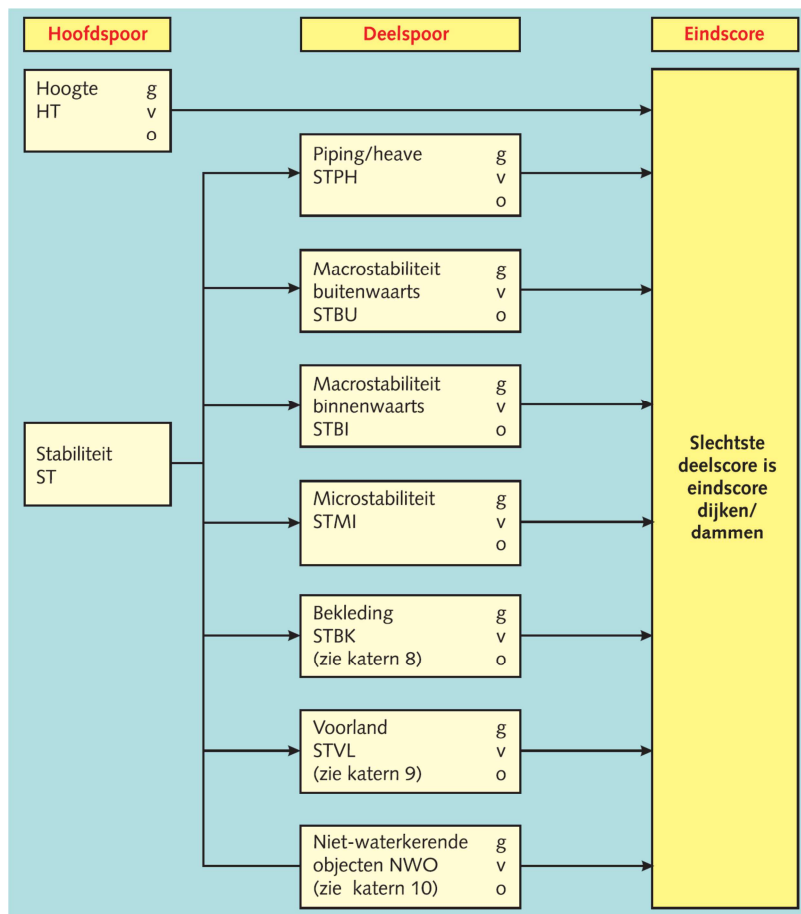 Hoofdspoor
Deelspoor
Eindscore
Hoogte g
HT v
o
Piping/heave g
STPH v
o
Macrostabiliteit g
buitenwaarts v
STBU o
Macrostabiliteit g
binnenwaarts v
STBI o
Stabiliteit
ST
Microstabiliteit g
STMI v
o
Bekleding g
STBK v
(zie katern 8) o
Voorland g
STVL v
(zie katern 9) o
Niet-waterkerende g
objecten NWO v
(zie katern 10) o
Slechtste
deelscore is
eindscore
dijken/
dammen